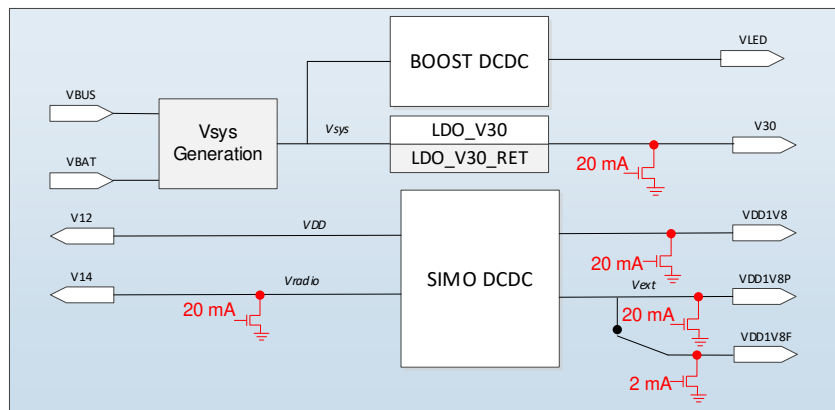 BOOST DCDC
VLED
VBUS
Vsys
Generation
Vsys
LDO_V30
LDO_V30_RET
V30
20 mA
VBAT
V12
VDD
SIMO DCDC
VDD1V8
20 mA
V14
Vradio
20 mA
Vext
VDD1V8P
20 mA
VDD1V8F
2 mA